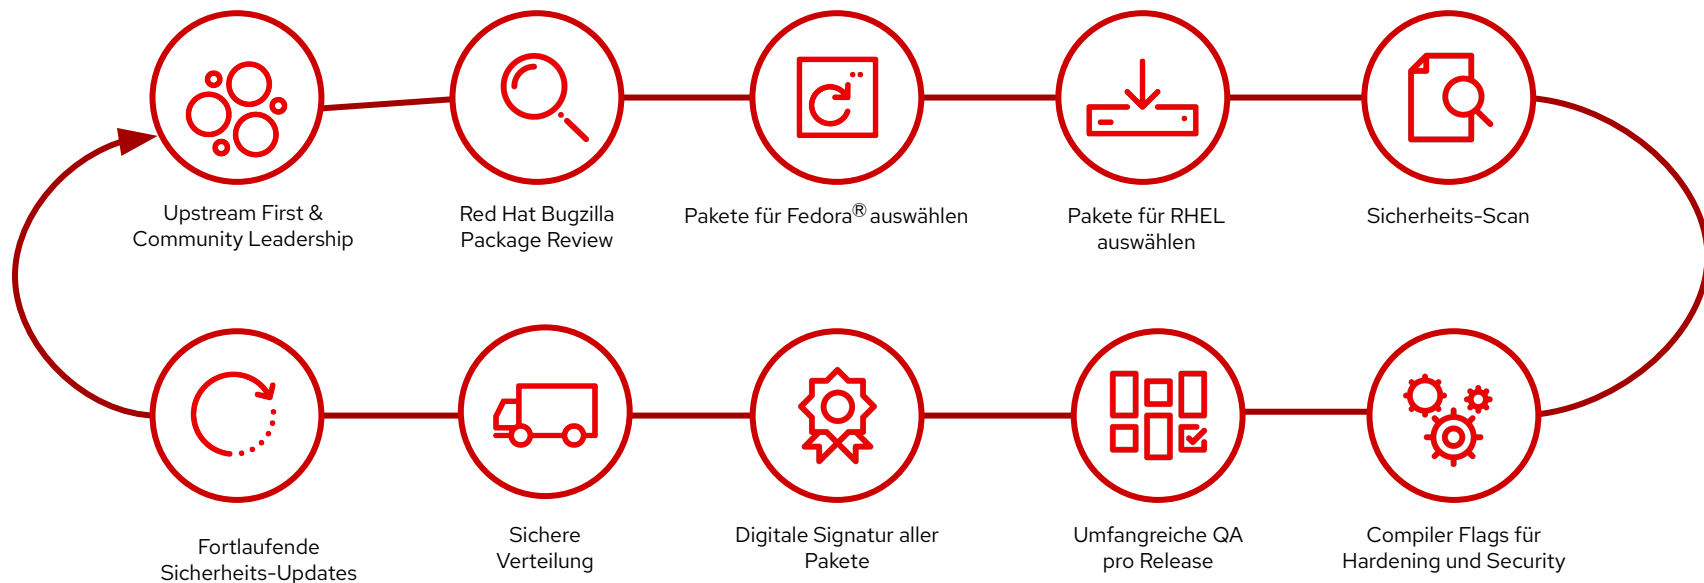 Upstream First &
Community Leadership
Red Hat Bugzilla
Package Review
Pakete für Fedora® auswählen
Pakete für RHEL
auswählen
Sicherheits-Scan
Fortlaufende
Sicherheits-Updates
Sichere
Verteilung
Digitale Signatur aller
Pakete
Umfangreiche QA
pro Release
Compiler Flags für
Hardening und Security